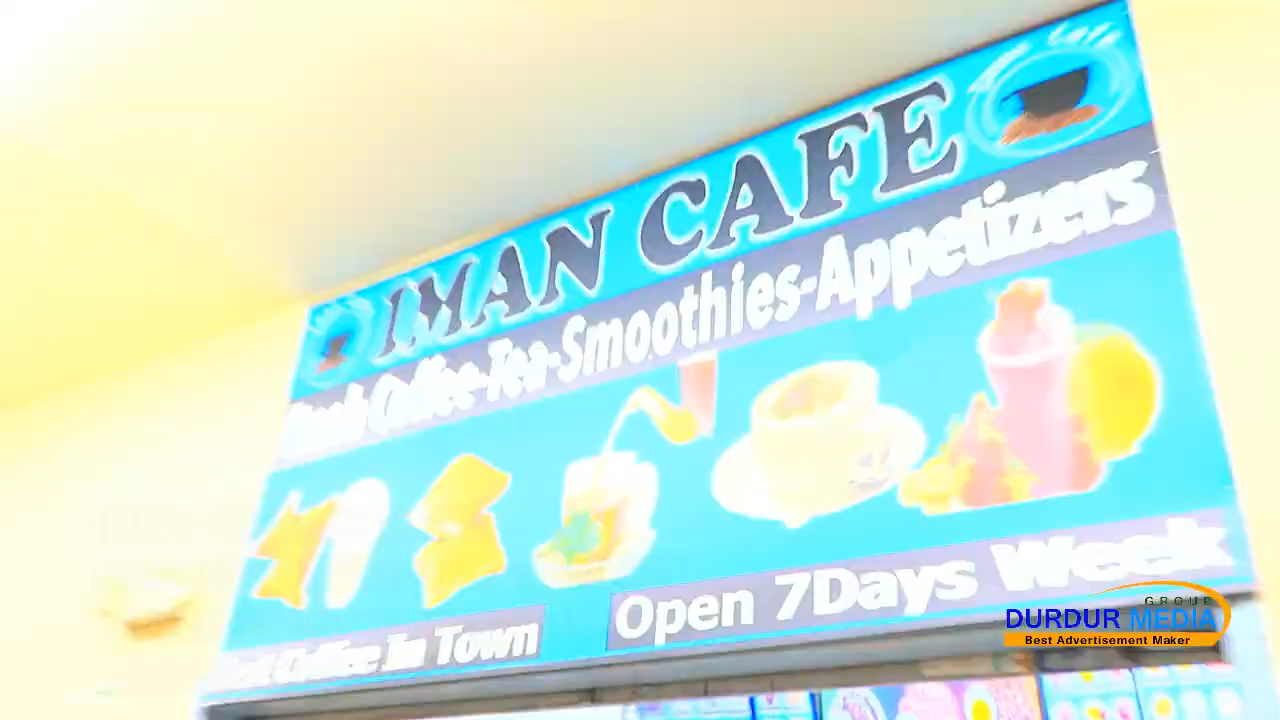 IMAN CAFE
Coffee-Tea-Smoothies-Appetizers
Coffee In Town
Open 7Days Week
GROUP
DURDUR MEDIA
Best Advertisement Maker